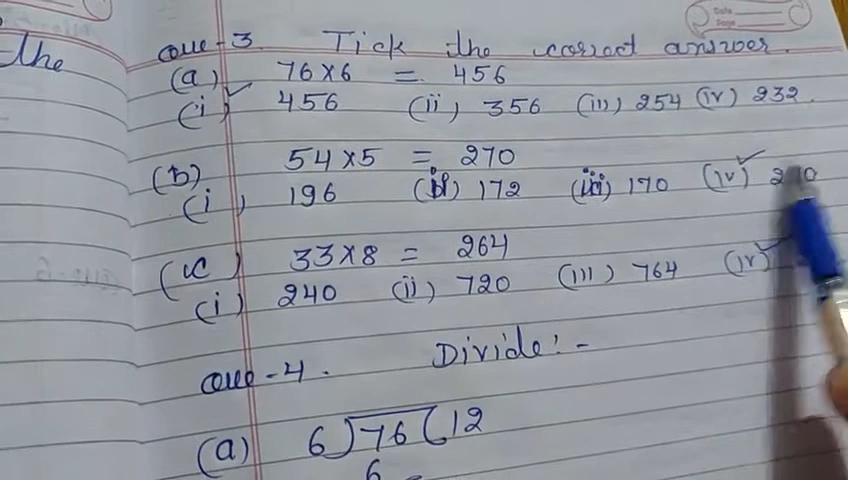 Date
Page
the
Que-3. Tick the correct answer.
(a) 76×6 = 456
(i) 456 (ii) 356 (iii) 254 (iv) 232.
(b) 54×5 = 270
(i) 196 (ii) 172 (iii) 170 (iv)
(c) 33×8 = 264
(i) 240 (ii) 720 (iii) 764 (iv)
Que-4. Divide:-
(a) 6)76(12
6